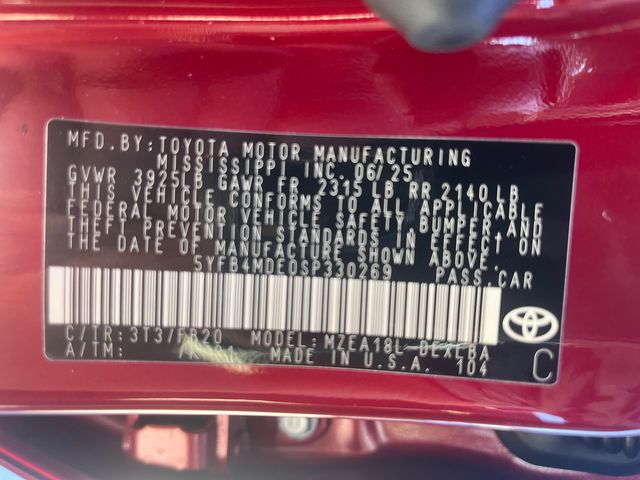 MFD. BY: TOYOTA MOTOR MANUFACTURING
MISSISSIPPI INC. 06/25
GVWR 3925LB GAWR FR 2315 LB RR 2140 LB
THIS VEHICLE CONFORMS TO ALL APPLICABLE
FEDERAL MOTOR VEHICLE SAFETY, BUMPER, AND
THEFT PREVENTION STANDARDS IN EFFECT ON
THE DATE OF MANUFACTURE SHOWN ABOVE.
5YFB4MDE0SP330269 PASS.CAR
C/TR: MODEL: MZEA18L-DEXLBA
A/TM: MADE IN U.S.A. 104
C